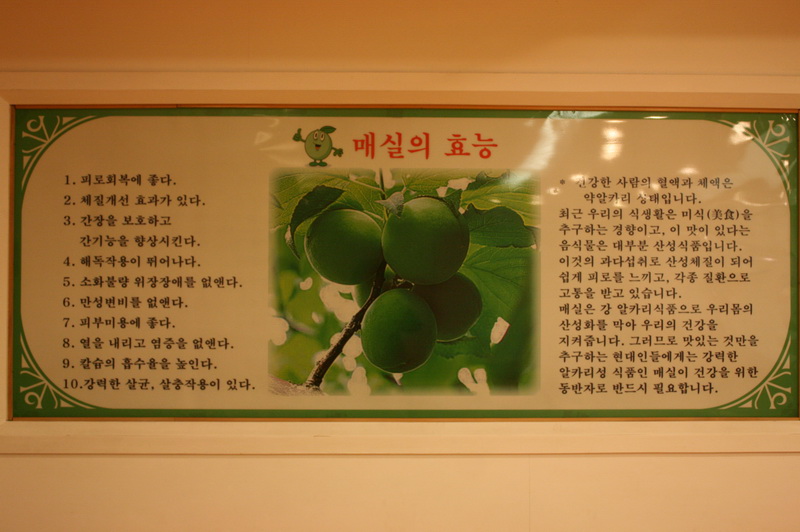 매실의 효능
1. 피로회복에 좋다.
2. 체질개선 효과가 있다.
3. 간장을 보호하고
간기능을 향상시킨다.
4. 해독작용이 뛰어나다.
5. 소화불량 위장장애를 없앤다.
6. 만성변비를 없앤다.
7. 피부미용에 좋다.
8. 열을 내리고 염증을 없앤다.
9. 칼슘의 흡수율을 높인다.
10.강력한 살균, 살충작용이 있다.
* 건강한 사람의 혈액과 체액은
약알카리 상태입니다.
최근 우리의 식생활은 미식(美食)을
추구하는 경향이고, 이 맛이 있다는
음식물은 대부분 산성식품입니다.
이것의 과다섭취로 산성체질이 되어
쉽게 피로를 느끼고, 각종 질환으로
고통을 받고 있습니다.
매실은 강 알카리식품으로 우리몸의
산성화를 막아 우리의 건강을
지켜줍니다. 그러므로 맛있는 것만을
추구하는 현대인들에게는 강력한
알카리성 식품인 매실이 건강을 위한
동반자로 반드시 필요합니다.